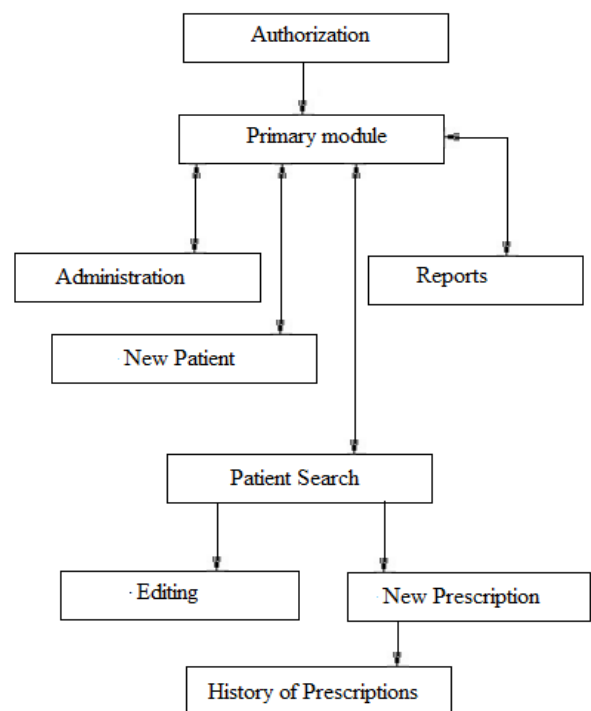 Authorization
Primary module
Administration
Reports
New Patient
Patient Search
Editing
New Prescription
History of Prescriptions